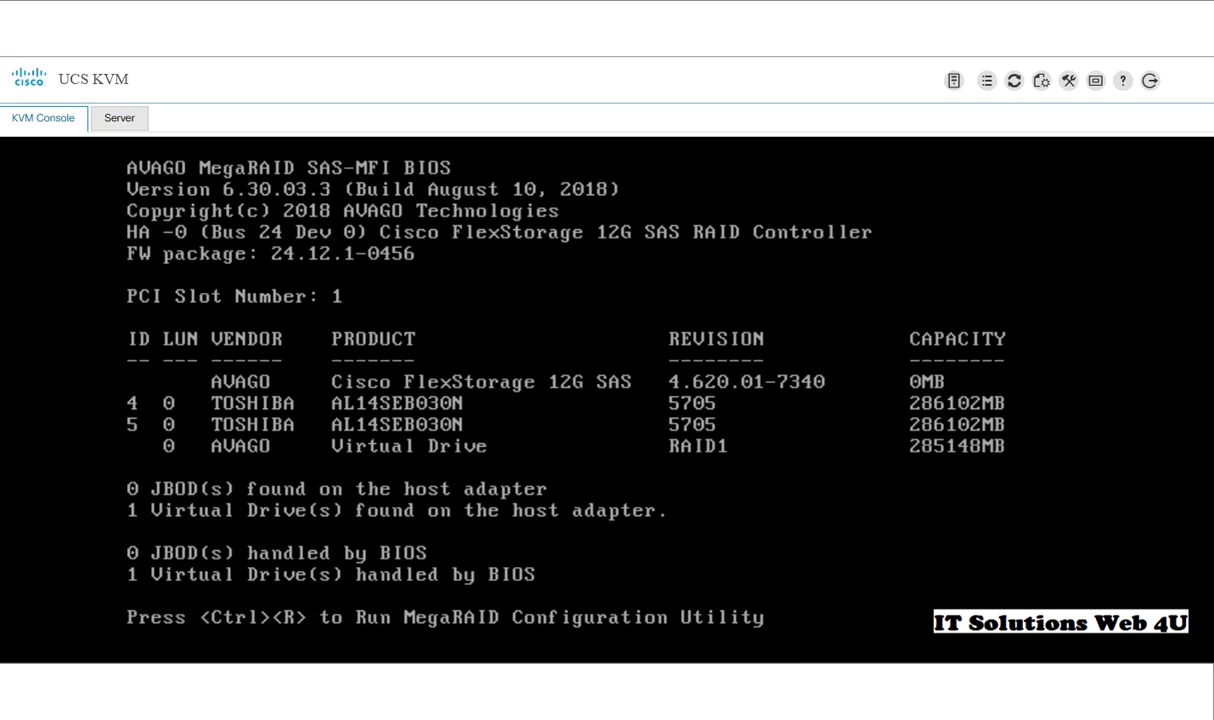 cisco UCS KVM
KVM Console Server
AVAGO MegaRAID SAS-MFI BIOS
Version 6.30.03.3 (Build August 10, 2018)
Copyright(c) 2018 AVAGO Technologies
HA -0 (Bus 24 Dev 0) Cisco FlexStorage 12G SAS RAID Controller
FW package: 24.12.1-0456
PCI Slot Number: 1
ID LUN VENDOR PRODUCT REVISION CAPACITY
-- --- ------ ------- -------- --------
AVAGO Cisco FlexStorage 12G SAS 4.620.01-7340 0MB
4 0 TOSHIBA AL14SEB030N 5705 286102MB
5 0 TOSHIBA AL14SEB030N 5705 286102MB
0 AVAGO Virtual Drive RAID1 285148MB
0 JBOD(s) found on the host adapter
1 Virtual Drive(s) found on the host adapter.
0 JBOD(s) handled by BIOS
1 Virtual Drive(s) handled by BIOS
Press <Ctrl><R> to Run MegaRAID Configuration Utility
IT Solutions Web 4U